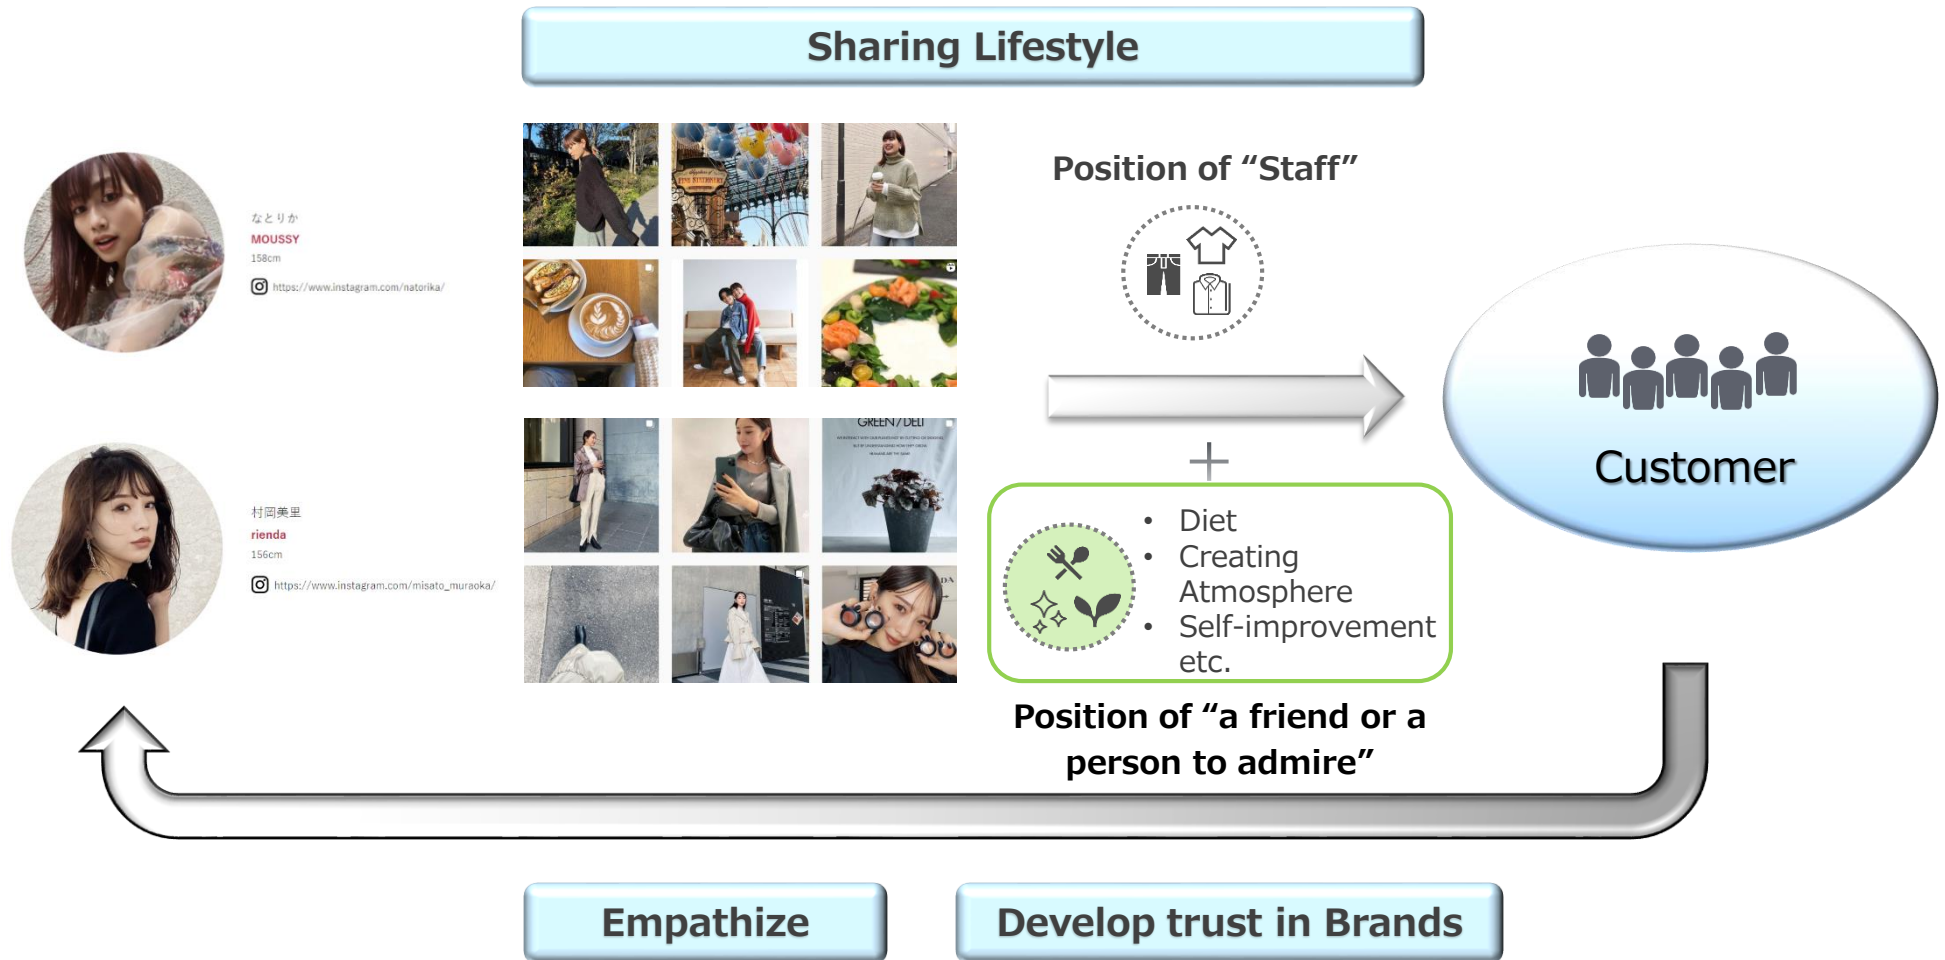 Sharing Lifestyle
なとりか
MOUSSY
158cm
https://www.instagram.com/natorika/
村岡美里
rienda
156cm
https://www.instagram.com/misato_muraoka/
FINE STITCHERY
GREEN/DELI
Position of “Staff”
+
• Diet
• Creating
Atmosphere
• Self-improvement
etc.
Position of “a friend or a
person to admire”
Customer
Empathize
Develop trust in Brands